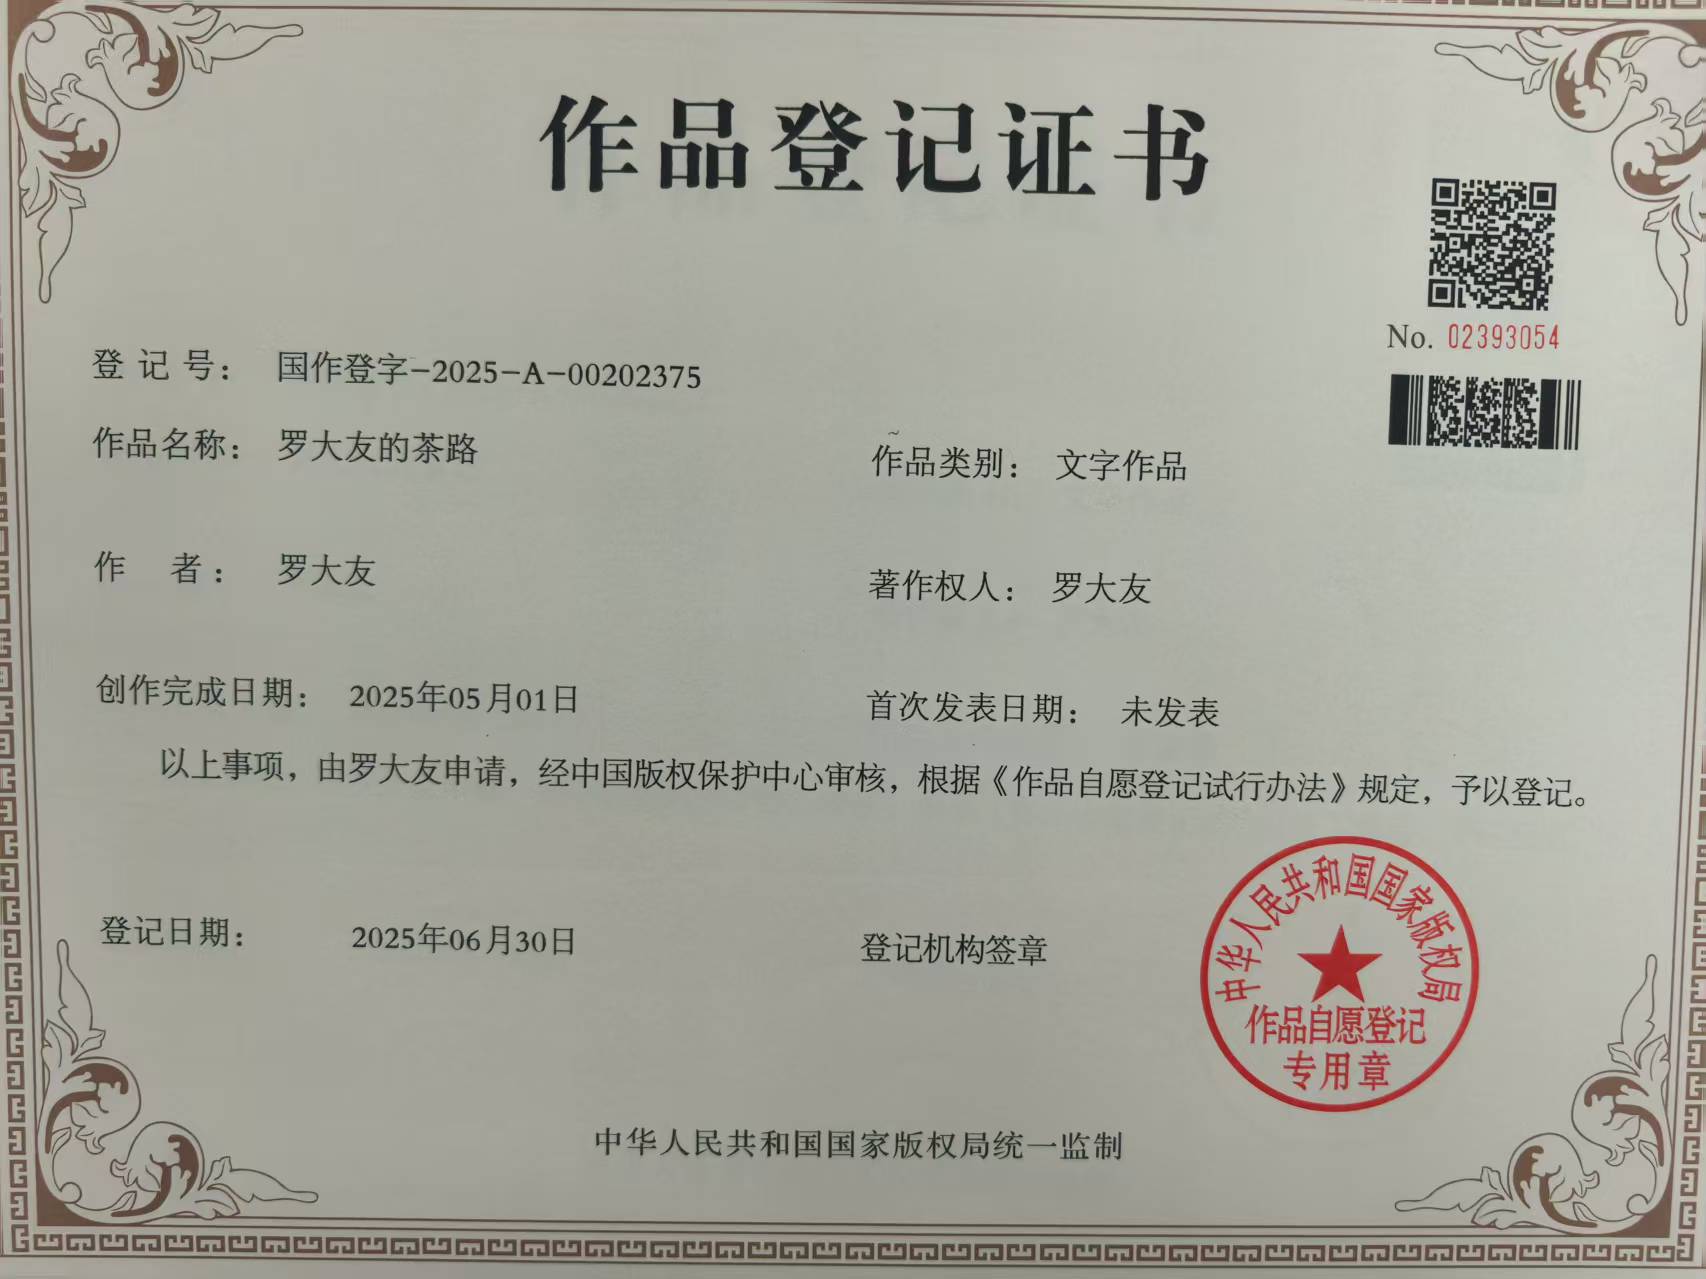 作品登记证书
No. 02393054
登 记 号： 国作登字-2025-A-00202375
作品名称： 罗大友的茶路
作品类别： 文字作品
作 者： 罗大友
著作权人： 罗大友
创作完成日期： 2025年05月01日
首次发表日期： 未发表
以上事项，由罗大友申请，经中国版权保护中心审核，根据《作品自愿登记试行办法》规定，予以登记。
登记日期： 2025年06月30日
登记机构签章
中华人民共和国国家版权局
作品自愿登记
专用章
中华人民共和国国家版权局统一监制